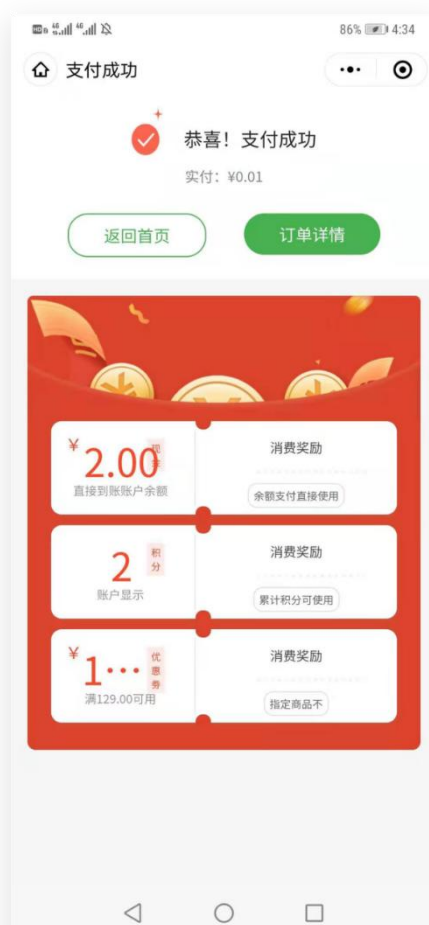 86% 4:34
支付成功
恭喜！支付成功
实付：¥0.01
返回首页
订单详情
¥2.00
直接到账账户余额
消费奖励
余额支付直接使用
2
积分
账户显示
消费奖励
累计积分可使用
¥1…
优惠券
满129.00可用
消费奖励
指定商品不